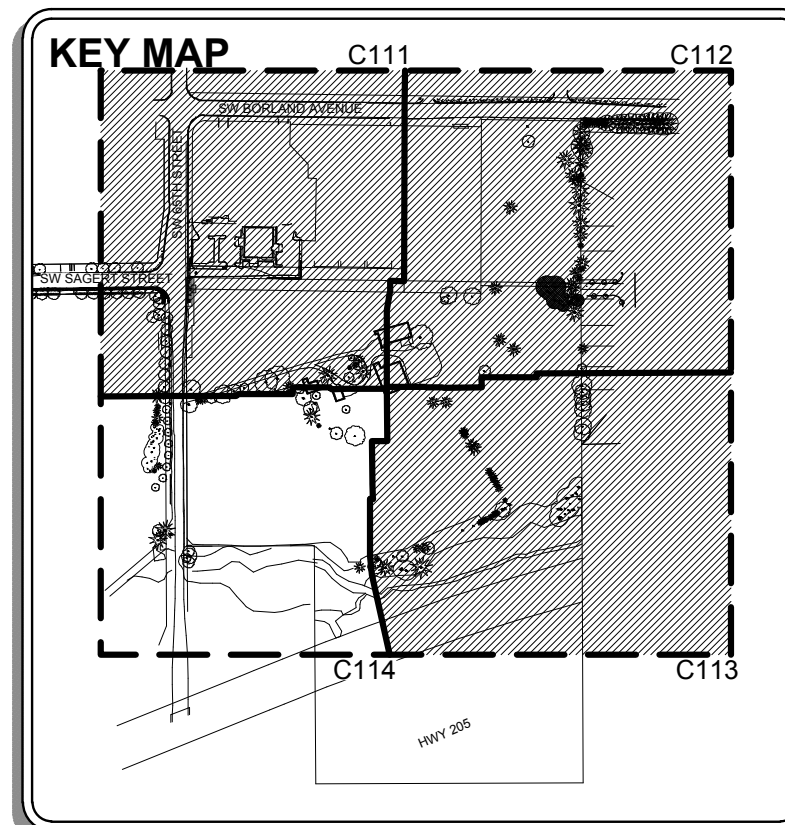 KEY MAP
C111
C112
SW BORLAND AVENUE
SW 65TH STREET
SW SAGERT STREET
C114
C113
HWY 205